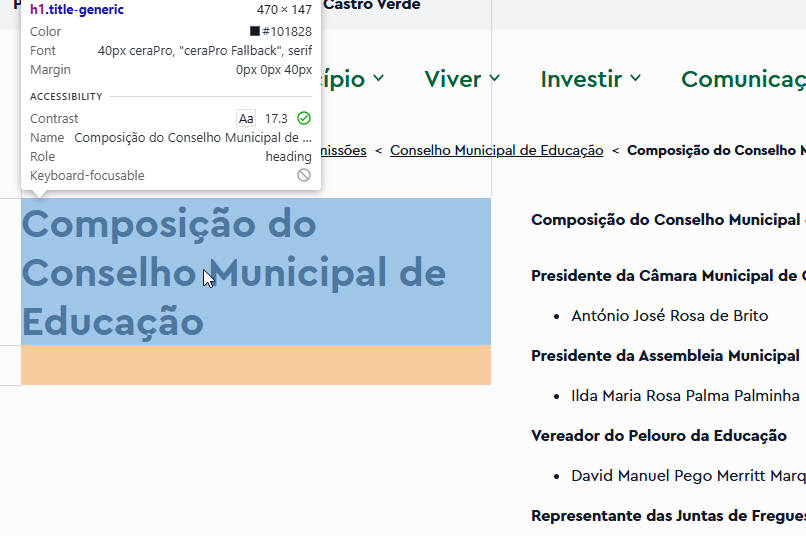 Castro Verde
h1.title-generic 470 × 147
Color #101828
Font 40px ceraPro, "ceraPro Fallback", serif
Margin 0px 0px 40px
ACCESSIBILITY
Contrast Aa 17.3
Name Composição do Conselho Municipal de ...
Role heading
Keyboard-focusable
ípio Viver Investir Comunicaç
missões < Conselho Municipal de Educação < Composição do Conselho M
Composição do
Conselho Municipal de
Educação
Composição do Conselho Municipal
Presidente da Câmara Municipal de C
• António José Rosa de Brito
Presidente da Assembleia Municipal
• Ilda Maria Rosa Palma Palminha
Vereador do Pelouro da Educação
• David Manuel Pego Merritt Marq
Representante das Juntas de Fregues